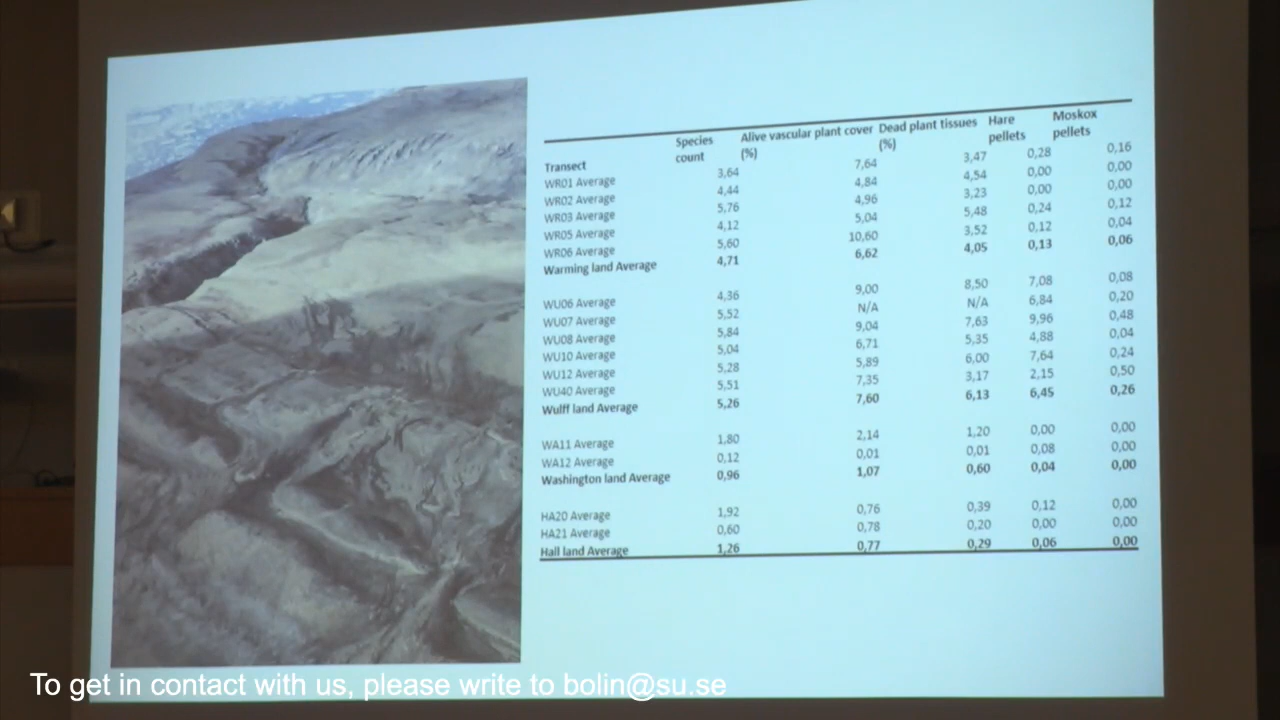 Transect Species count Alive vascular plant cover (%) Dead plant tissues (%) Hare pellets Moskox pellets
WR01 Average 3,64 7,64 3,47 0,28 0,16
WR02 Average 4,44 4,84 4,54 0,00 0,00
WR03 Average 5,76 4,96 3,23 0,00 0,00
WR05 Average 4,12 5,04 5,48 0,24 0,12
WR06 Average 5,60 10,60 3,52 0,12 0,04
Warming land Average 4,71 6,62 4,05 0,13 0,06
WU06 Average 4,36 9,00 8,50 7,08 0,08
WU07 Average 5,52 N/A N/A 6,84 0,20
WU08 Average 5,84 9,04 7,63 9,96 0,48
WU10 Average 5,04 6,71 5,35 4,88 0,04
WU12 Average 5,28 5,89 6,00 7,64 0,24
WU40 Average 5,51 7,35 3,17 2,15 0,50
Wulff land Average 5,26 7,60 6,13 6,45 0,26
WA11 Average 1,80 2,14 1,20 0,00 0,00
WA12 Average 0,12 0,01 0,01 0,08 0,00
Washington land Average 0,96 1,07 0,60 0,04 0,00
HA20 Average 1,92 0,76 0,39 0,12 0,00
HA21 Average 0,60 0,78 0,20 0,00 0,00
Hall land Average 1,26 0,77 0,29 0,06 0,00
To get in contact with us, please write to bolin@su.se